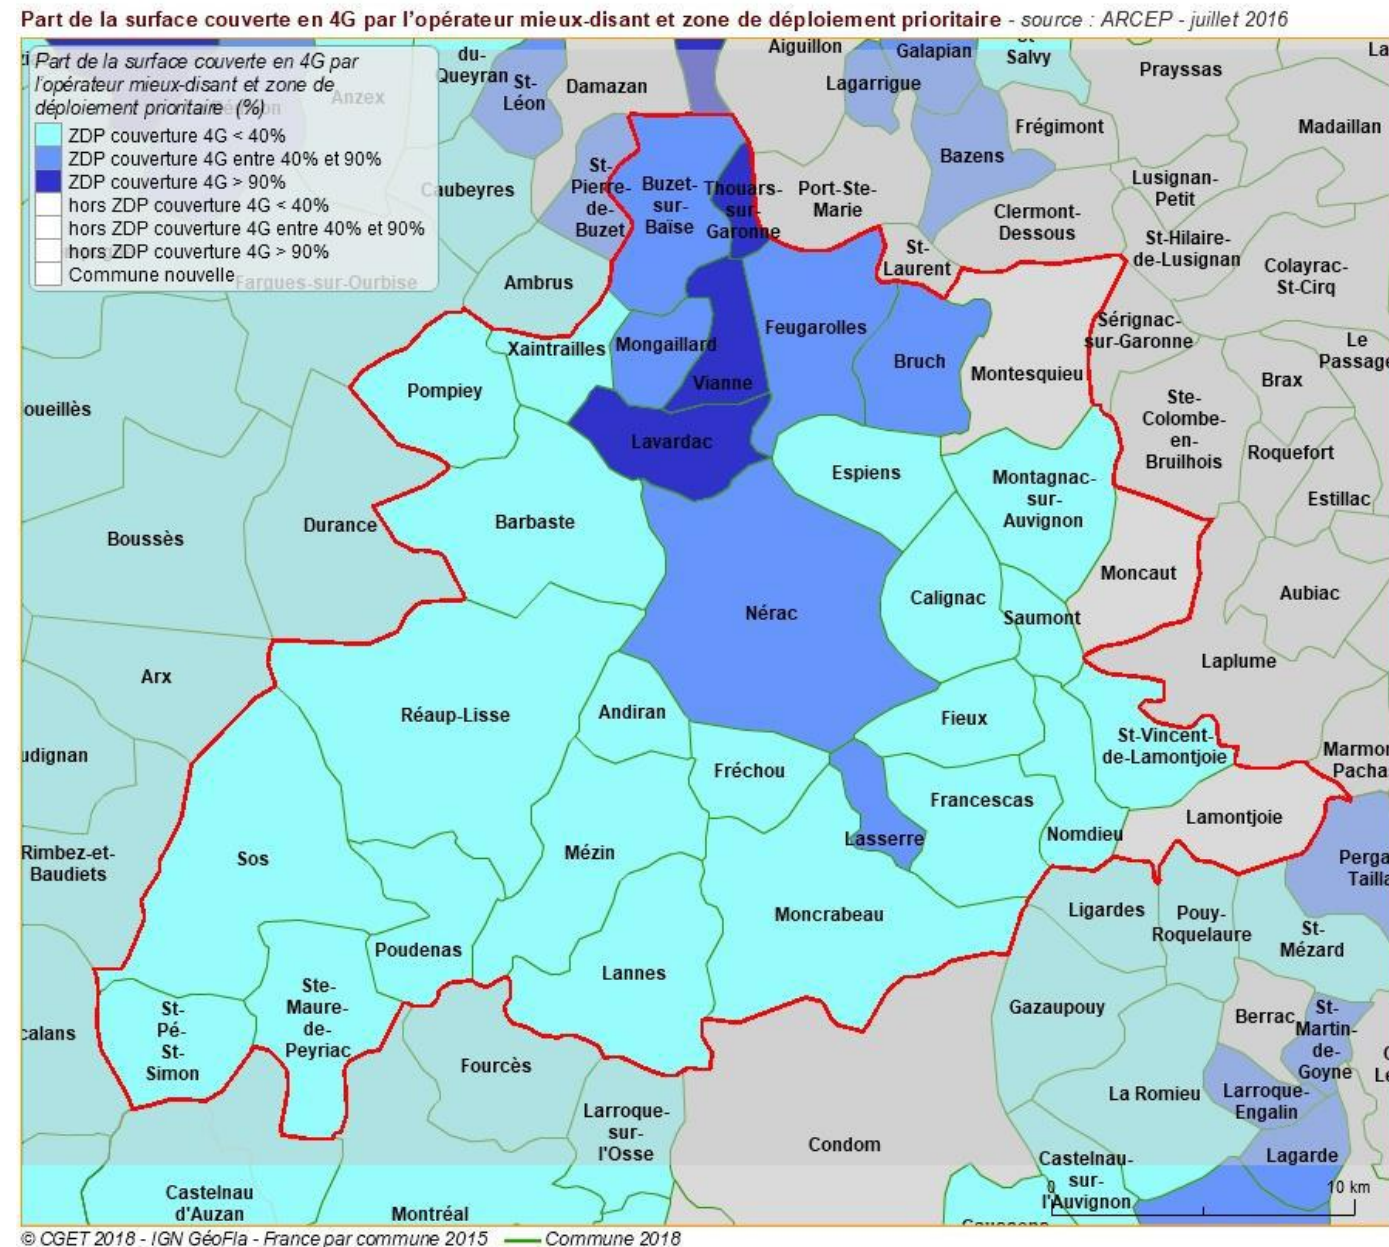 Part de la surface couverte en 4G par l'opérateur mieux-disant et zone de déploiement prioritaire - source : ARCEP - juillet 2016
Part de la surface couverte en 4G par
l'opérateur mieux-disant et zone de
déploiement prioritaire (%)
ZDP couverture 4G < 40%
ZDP couverture 4G entre 40% et 90%
ZDP couverture 4G > 90%
hors ZDP couverture 4G < 40%
hors ZDP couverture 4G entre 40% et 90%
hors ZDP couverture 4G > 90%
Commune nouvelle
Anzex
Fargues-sur-Ourbise
du-
Queyran
St-
Léon
Damazan
Aiguillon
Galapian
Lagarrigue
Salvy
Prayssas
La
Frégimont
Madaillan
Bazens
Caubeyres
St-
Pierre-
de-
Buzet
Buzet-
sur-
Baïse
Thouars-
sur-
Garonne
Port-Ste-
Marie
Clermont-
Dessous
Lusignan-
Petit
St-Hilaire-
de-Lusignan
Colayrac-
St-Cirq
St-
Laurent
Ambrus
Sérignac-
sur-Garonne
Le
Passage
Xaintrailles
Mongaillard
Feugarolles
Bruch
Montesquieu
Brax
Pompiey
Vianne
oueillès
Ste-
Colombe-
en-
Bruilhois
Roquefort
Lavardac
Espiens
Montagnac-
sur-
Auvignon
Estillac
Boussès
Durance
Barbaste
Moncaut
Aubiac
Nérac
Calignac
Saumont
Laplume
Arx
Réaup-Lisse
Andiran
Fieux
St-Vincent-
de-Lamontjoie
Marmon
Pacha
udignan
Fréchou
Francescas
Lamontjoie
Nomdieu
Lasserre
Rimbez-et-
Baudiets
Sos
Mézin
Perga
Tailla
Moncrabeau
Ligardes
Pouy-
Roquelaure
St-
Mézard
Poudenas
Lannes
Ste-
Maure-
de-
Peyriac
St-
Pé-
St-
Simon
calans
Gazaupouy
Berrac
St-
Martin-
de-
Goyne
Fourcès
La Romieu
Larroque-
Engalin
Larroque-
sur-
l'Osse
Condom
Castelnau-
sur-
l'Auvignon
Lagarde
0
10 km
Castelnau
d'Auzan
Montréal
© CGET 2018 - IGN GéoFla - France par commune 2015
Commune 2018